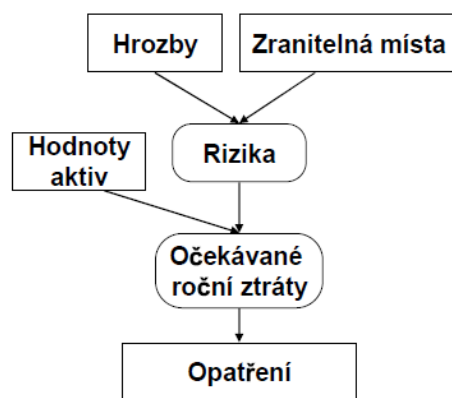 Hrozby
Zranitelná místa
Hodnoty
aktiv
Rizika
Očekávané
roční ztráty
Opatření